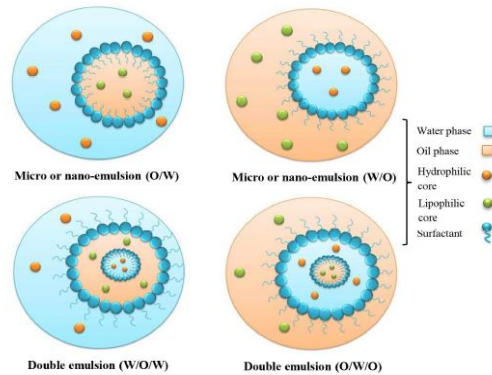 Micro or nano-emulsion (O/W)
Micro or nano-emulsion (W/O)
Water phase
Oil phase
Hydrophilic
core
Lipophilic
core
Surfactant
Double emulsion (W/O/W)
Double emulsion (O/W/O)